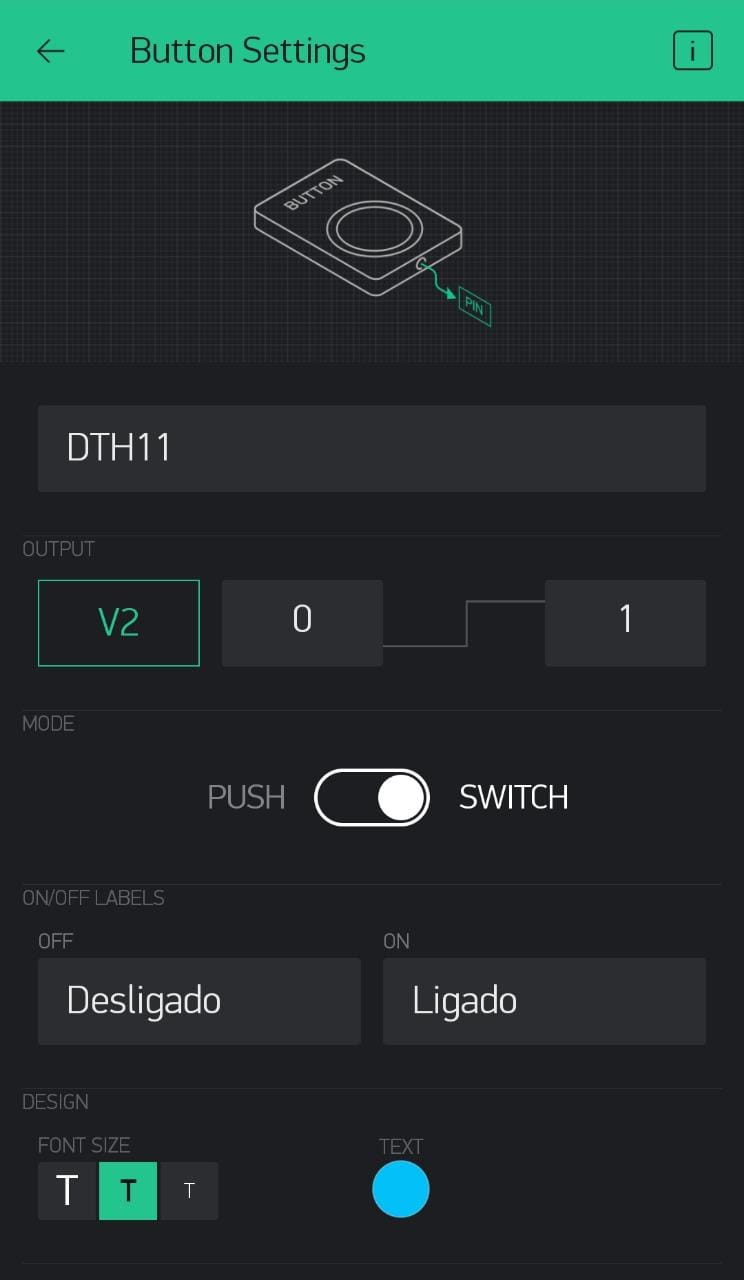 Button Settings
i
BUTTON
PIN
DTH11
OUTPUT
V2 0 1
MODE
PUSH SWITCH
ON/OFF LABELS
OFF ON
Desligado Ligado
DESIGN
FONT SIZE TEXT
T T T